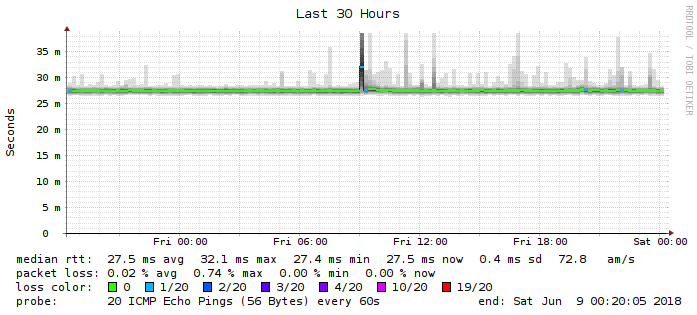 Last 30 Hours
RRDTOOL / TOBI OETIKER
Seconds
35 m
30 m
25 m
20 m
15 m
10 m
5 m
0
Fri 00:00 Fri 06:00 Fri 12:00 Fri 18:00 Sat 00:00
median rtt: 27.5 ms avg 32.1 ms max 27.4 ms min 27.5 ms now 0.4 ms sd 72.8 am/s
packet loss: 0.02 % avg 0.74 % max 0.00 % min 0.00 % now
loss color: 0 1/20 2/20 3/20 4/20 10/20 19/20
probe: 20 ICMP Echo Pings (56 Bytes) every 60s end: Sat Jun 9 00:20:05 2018